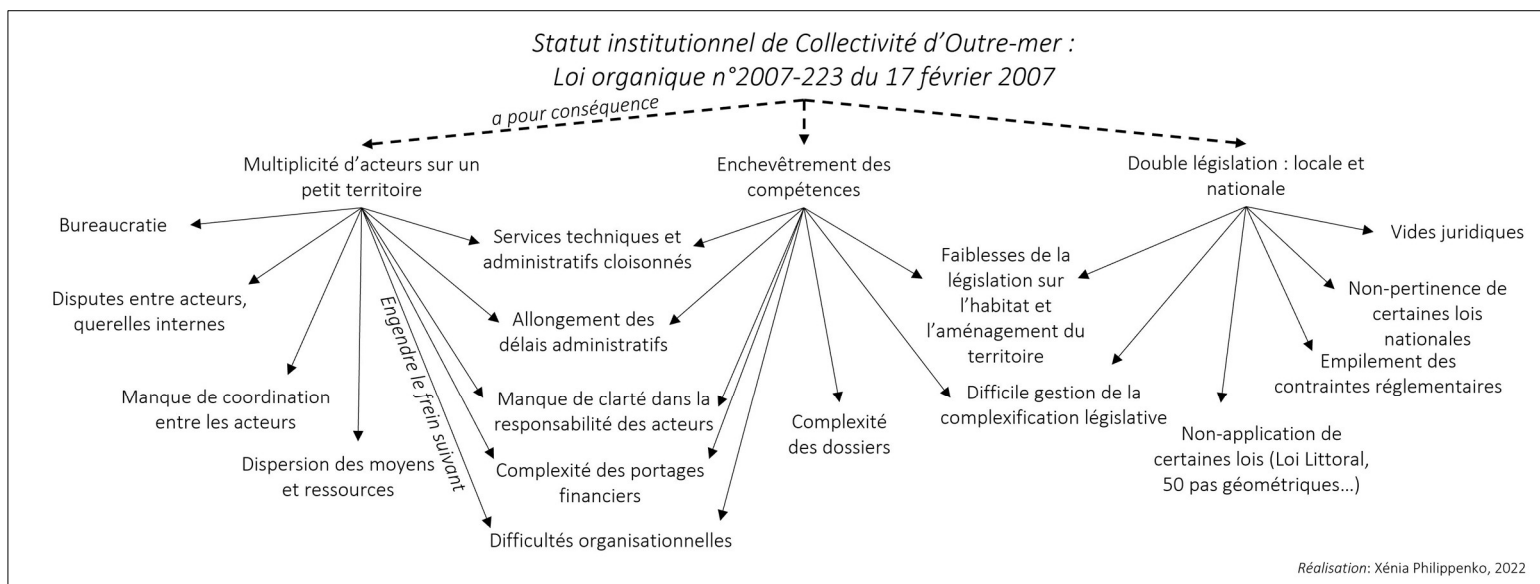 Statut institutionnel de Collectivité d’Outre-mer :
Loi organique n°2007-223 du 17 février 2007
a pour conséquence
Multiplicité d’acteurs sur un
petit territoire
Enchevêtrement des
compétences
Double législation : locale et
nationale
Bureaucratie
Disputes entre acteurs,
querelles internes
Manque de coordination
entre les acteurs
Dispersion des moyens
et ressources
Engendre le frein suivant
Services techniques et
administratifs cloisonnés
Allongement des
délais administratifs
Manque de clarté dans la
responsabilité des acteurs
Complexité des portages
financiers
Difficultés organisationnelles
Complexité
des dossiers
Faiblesses de la
législation sur
l’habitat et
l’aménagement du
territoire
Difficile gestion de la
complexification législative
Vides juridiques
Non-pertinence de
certaines lois
nationales
Empilement des
contraintes réglementaires
Non-application de
certaines lois (Loi Littoral,
50 pas géométriques…)
Réalisation: Xénia Philippenko, 2022